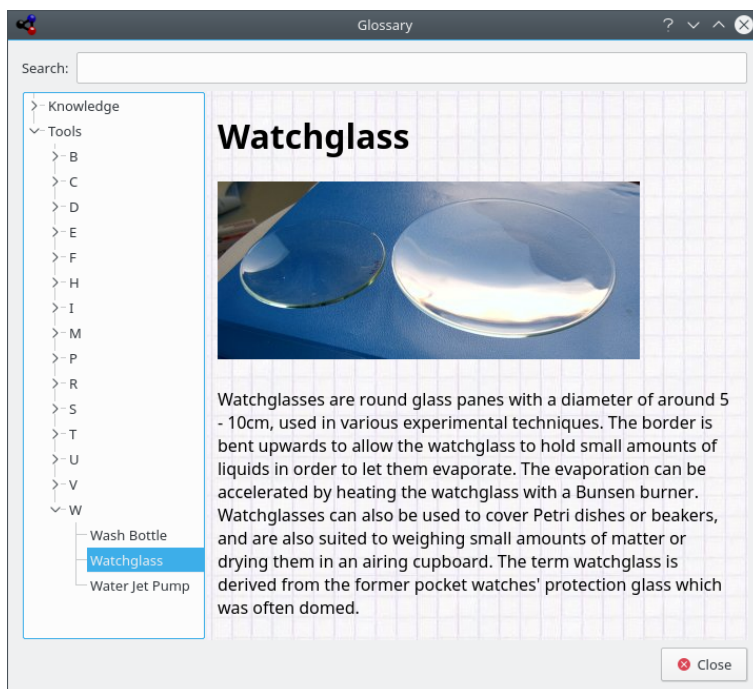 Glossary
Search:
Knowledge
Tools
B
C
D
E
F
H
I
M
P
R
S
T
U
V
W
Wash Bottle
Watchglass
Water Jet Pump
Watchglass
Watchglasses are round glass panes with a diameter of around 5
- 10cm, used in various experimental techniques. The border is
bent upwards to allow the watchglass to hold small amounts of
liquids in order to let them evaporate. The evaporation can be
accelerated by heating the watchglass with a Bunsen burner.
Watchglasses can also be used to cover Petri dishes or beakers,
and are also suited to weighing small amounts of matter or
drying them in an airing cupboard. The term watchglass is
derived from the former pocket watches' protection glass which
was often domed.
Close